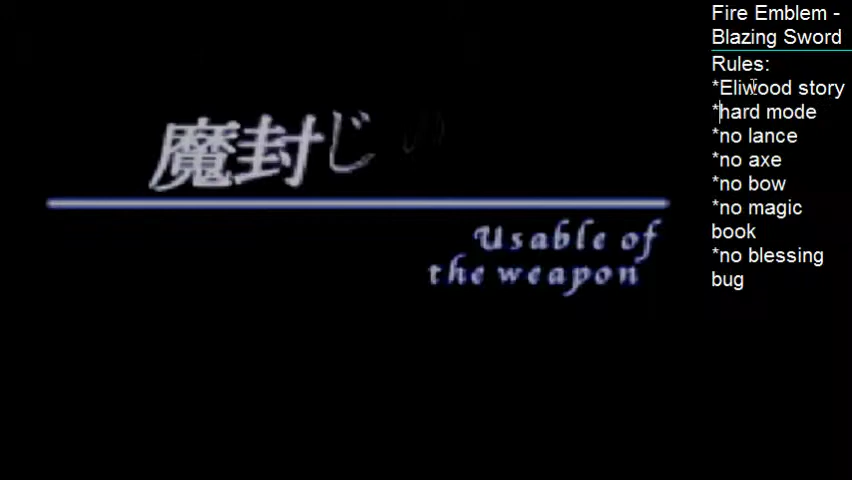 魔封じ の
Usable of
the weapon
Fire Emblem -
Blazing Sword
Rules:
*Eliwood story
*hard mode
*no lance
*no axe
*no bow
*no magic
book
*no blessing
bug